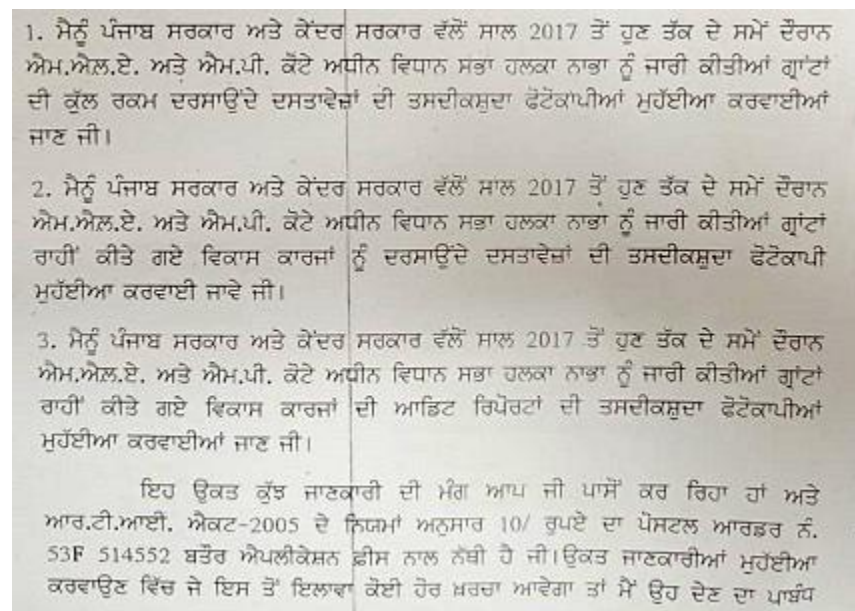 1. ਮੈਨੂੰ ਪੰਜਾਬ ਸਰਕਾਰ ਅਤੇ ਕੇਂਦਰ ਸਰਕਾਰ ਵੱਲੋਂ ਸਾਲ 2017 ਤੋਂ ਹੁਣ ਤੱਕ ਦੇ ਸਮੇਂ ਦੌਰਾਨ
ਐਮ.ਐਲ.ਏ. ਅਤੇ ਐਮ.ਪੀ. ਕੋਟੇ ਅਧੀਨ ਵਿਧਾਨ ਸਭਾ ਹਲਕਾ ਨਾਭਾ ਨੂੰ ਜਾਰੀ ਕੀਤੀਆਂ ਗ੍ਰਾਂਟਾਂ
ਦੀ ਕੁੱਲ ਰਕਮ ਦਰਸਾਉਂਦੇ ਦਸਤਾਵੇਜ਼ਾਂ ਦੀ ਤਸਦੀਕਸ਼ੁਦਾ ਫੋਟੋਕਾਪੀਆਂ ਮੁਹੱਈਆ ਕਰਵਾਈਆਂ
ਜਾਣ ਜੀ।
2. ਮੈਨੂੰ ਪੰਜਾਬ ਸਰਕਾਰ ਅਤੇ ਕੇਂਦਰ ਸਰਕਾਰ ਵੱਲੋਂ ਸਾਲ 2017 ਤੋਂ ਹੁਣ ਤੱਕ ਦੇ ਸਮੇਂ ਦੌਰਾਨ
ਐਮ.ਐਲ.ਏ. ਅਤੇ ਐਮ.ਪੀ. ਕੋਟੇ ਅਧੀਨ ਵਿਧਾਨ ਸਭਾ ਹਲਕਾ ਨਾਭਾ ਨੂੰ ਜਾਰੀ ਕੀਤੀਆਂ ਗ੍ਰਾਂਟਾਂ
ਰਾਹੀਂ ਕੀਤੇ ਗਏ ਵਿਕਾਸ ਕਾਰਜਾਂ ਨੂੰ ਦਰਸਾਉਂਦੇ ਦਸਤਾਵੇਜ਼ਾਂ ਦੀ ਤਸਦੀਕਸ਼ੁਦਾ ਫੋਟੋਕਾਪੀ
ਮੁਹੱਈਆ ਕਰਵਾਈ ਜਾਵੇ ਜੀ।
3. ਮੈਨੂੰ ਪੰਜਾਬ ਸਰਕਾਰ ਅਤੇ ਕੇਂਦਰ ਸਰਕਾਰ ਵੱਲੋਂ ਸਾਲ 2017 ਤੋਂ ਹੁਣ ਤੱਕ ਦੇ ਸਮੇਂ ਦੌਰਾਨ
ਐਮ.ਐਲ.ਏ. ਅਤੇ ਐਮ.ਪੀ. ਕੋਟੇ ਅਧੀਨ ਵਿਧਾਨ ਸਭਾ ਹਲਕਾ ਨਾਭਾ ਨੂੰ ਜਾਰੀ ਕੀਤੀਆਂ ਗ੍ਰਾਂਟਾਂ
ਰਾਹੀਂ ਕੀਤੇ ਗਏ ਵਿਕਾਸ ਕਾਰਜਾਂ ਦੀ ਆਡਿਟ ਰਿਪੋਰਟਾਂ ਦੀ ਤਸਦੀਕਸ਼ੁਦਾ ਫੋਟੋਕਾਪੀਆਂ
ਮੁਹੱਈਆ ਕਰਵਾਈਆਂ ਜਾਣ ਜੀ।
ਇਹ ਉਕਤ ਕੁੱਝ ਜਾਣਕਾਰੀ ਦੀ ਮੰਗ ਆਪ ਜੀ ਪਾਸੋਂ ਕਰ ਰਿਹਾ ਹਾਂ ਅਤੇ
ਆਰ.ਟੀ.ਆਈ. ਐਕਟ-2005 ਦੇ ਨਿਯਮਾਂ ਅਨੁਸਾਰ 10/ ਰੁਪਏ ਦਾ ਪੋਸਟਲ ਆਰਡਰ ਨੰ.
53F 514552 ਬਤੌਰ ਐਪਲੀਕੇਸ਼ਨ ਫ਼ੀਸ ਨਾਲ ਨੱਥੀ ਹੈ ਜੀ।ਉਕਤ ਜਾਣਕਾਰੀਆਂ ਮੁਹੱਈਆ
ਕਰਵਾਉਣ ਵਿੱਚ ਜੇ ਇਸ ਤੋਂ ਇਲਾਵਾ ਕੋਈ ਹੋਰ ਖ਼ਰਚਾ ਆਵੇਗਾ ਤਾਂ ਮੈਂ ਉਹ ਦੇਣ ਦਾ ਪ੍ਰਾਬੰਧ